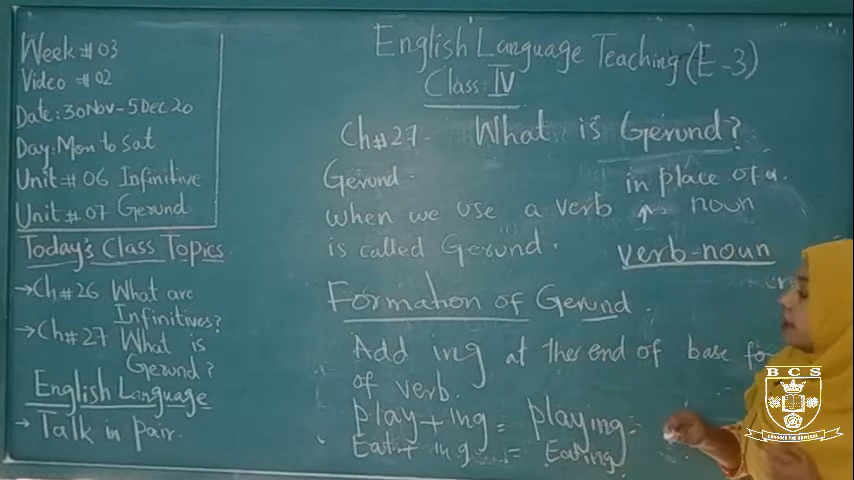 Week # 03
Video # 02
Date: 30 Nov - 5 Dec 20
Day: Mon to Sat
Unit # 06 Infinitive
Unit # 07 Gerund
Today's Class Topics
→ Ch # 26 What are
Infinitives?
→ Ch # 27 What is
Gerund?
English Language
→ Talk in pair.
English Language Teaching (E-3)
Class: IV
Ch # 27. What is Gerund?
Gerund.
in place of a
when we use a verb ^ noun
is called Gerund.
verb-noun
Formation of Gerund.
Add ing at the end of base
of verb.
play + ing = playing
Eat + ing = Eating
BCS